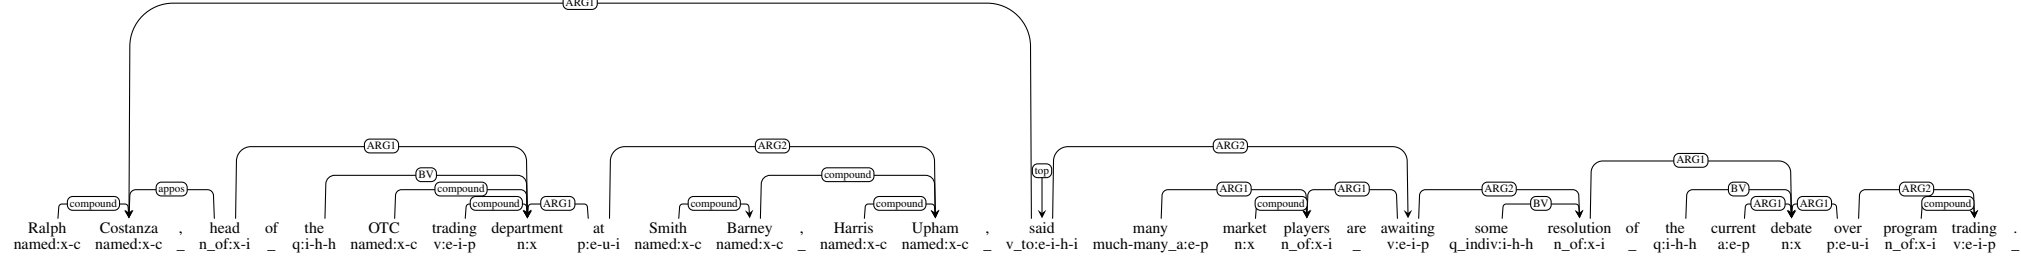 ARG1
ARG1 ARG2 ARG2
ARG1
BV compound top
appos compound ARG1 ARG1 ARG2 BV ARG2
compound compound ARG1 compound compound compound BV ARG1 ARG1 compound
Ralph Costanza , head of the OTC trading department at Smith Barney , Harris Upham , said many market players are awaiting some resolution of the current debate over program trading .
named:x-c named:x-c _ n_of:x-i _ q:i-h-h named:x-c v:e-i-p n:x p:e-u-i named:x-c named:x-c _ named:x-c named:x-c _ v_to:e-i-h-i much-many_a:e-p n:x n_of:x-i _ v:e-i-p q_indiv:i-h-h n_of:x-i _ q:i-h-h a:e-p n:x p:e-u-i n_of:x-i v:e-i-p _